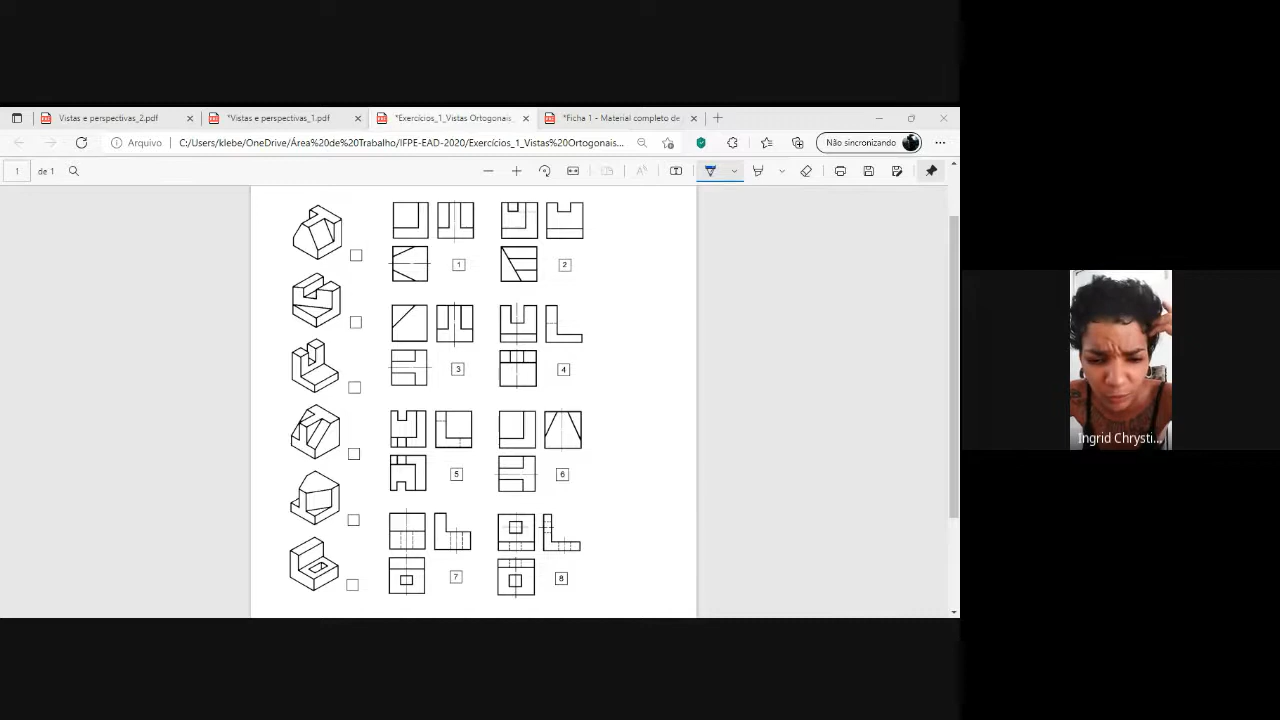 Vistas e perspectivas_2.pdf
*Vistas e perspectivas_1.pdf
*Exercícios_1_Vistas Ortogonais_
*Ficha 1 - Material completo de
Arquivo
C:/Users/klebe/OneDrive/Área%20de%20Trabalho/IFPE-EAD-2020/Exercícios_1_Vistas%20Ortogonais...
Não sincronizando
1
de 1
1
2
3
4
5
6
7
8
Ingrid Chrysti...